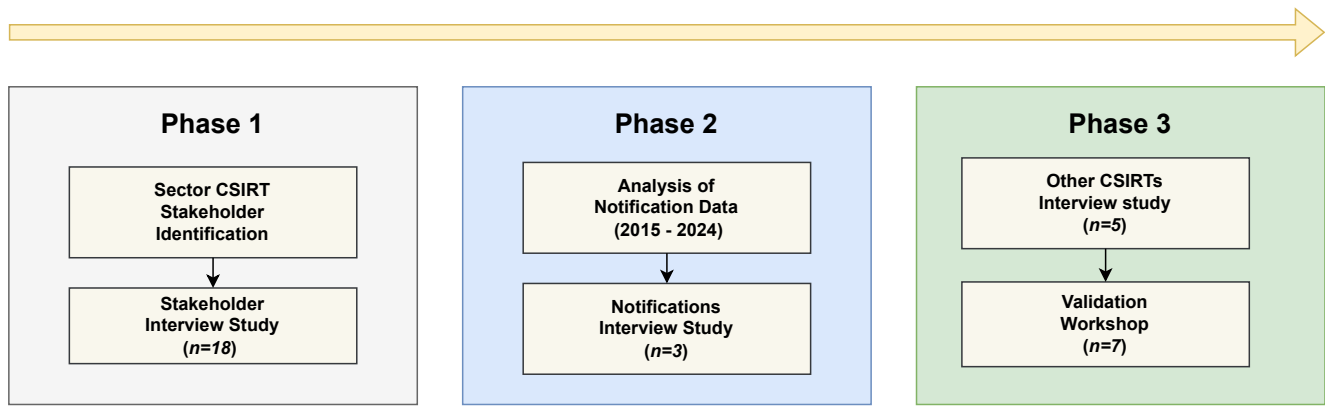 Phase 1
Sector CSIRT
Stakeholder
Identification
Stakeholder
Interview Study
(n=18)
Phase 2
Analysis of
Notification Data
(2015 - 2024)
Notifications
Interview Study
(n=3)
Phase 3
Other CSIRTs
Interview study
(n=5)
Validation
Workshop
(n=7)